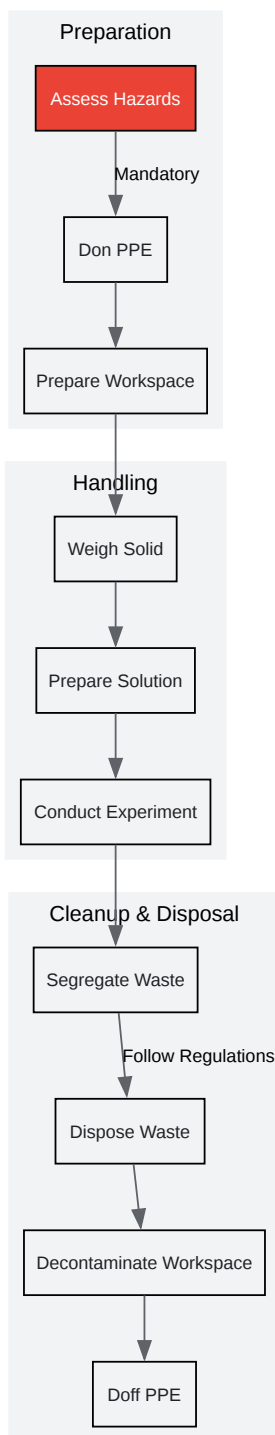 Preparation
Assess Hazards
Mandatory
Don PPE
Prepare Workspace
Handling
Weigh Solid
Prepare Solution
Conduct Experiment
Cleanup & Disposal
Segregate Waste
Follow Regulations
Dispose Waste
Decontaminate Workspace
Doff PPE